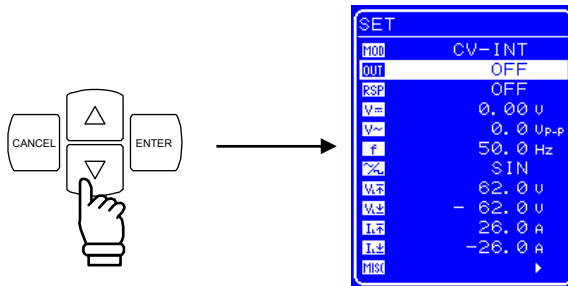 SET
MOD CV-INT
OUT OFF
RSP OFF
V= 0.00 V
V~ 0.0 Vp-p
f 50.0 Hz
SIN
V 62.0 V
V - 62.0 V
I 26.0 A
I -26.0 A
MISC
CANCEL
ENTER